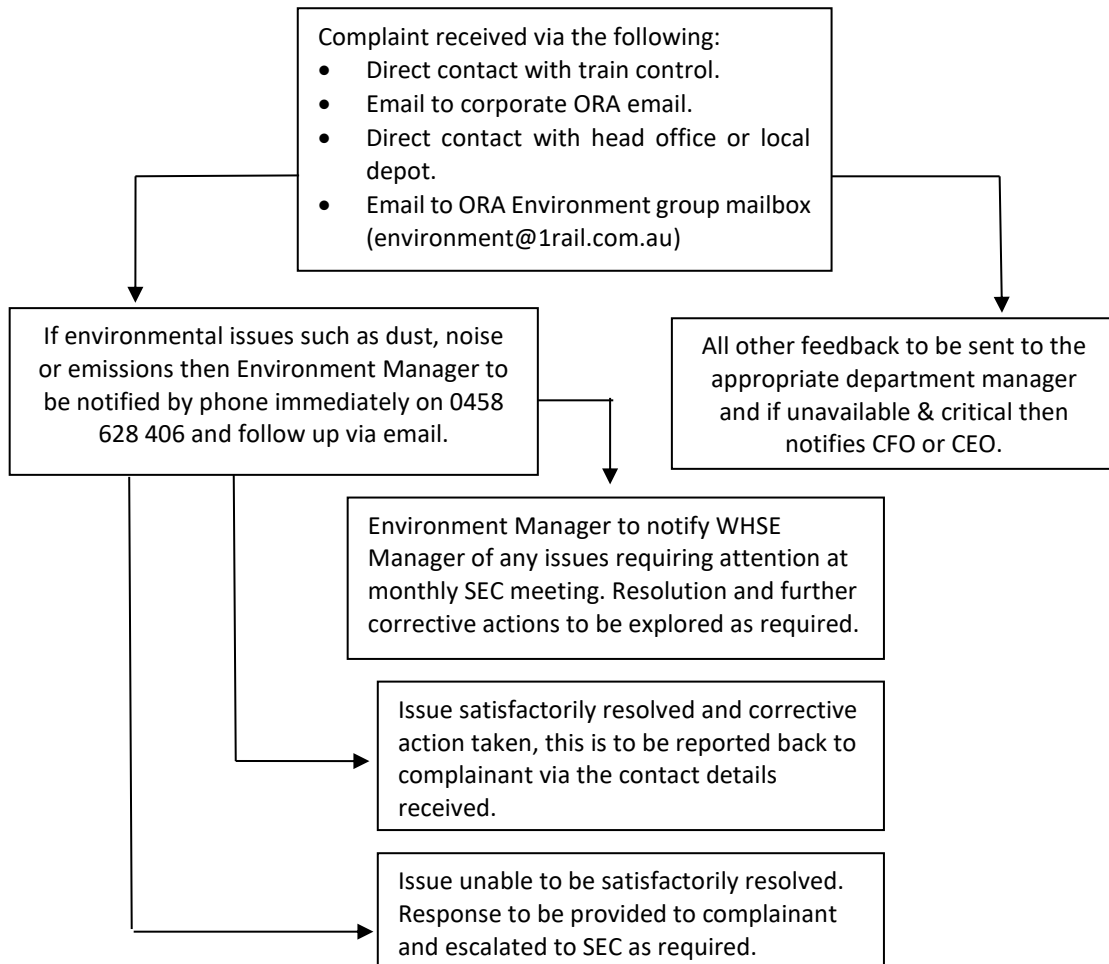 Complaint received via the following:
• Direct contact with train control.
• Email to corporate ORA email.
• Direct contact with head office or local
depot.
• Email to ORA Environment group mailbox
(environment@1rail.com.au)
If environmental issues such as dust, noise
or emissions then Environment Manager to
be notified by phone immediately on 0458
628 406 and follow up via email.
All other feedback to be sent to the
appropriate department manager
and if unavailable & critical then
notifies CFO or CEO.
Environment Manager to notify WHSE
Manager of any issues requiring attention at
monthly SEC meeting. Resolution and further
corrective actions to be explored as required.
Issue satisfactorily resolved and corrective
action taken, this is to be reported back to
complainant via the contact details
received.
Issue unable to be satisfactorily resolved.
Response to be provided to complainant
and escalated to SEC as required.